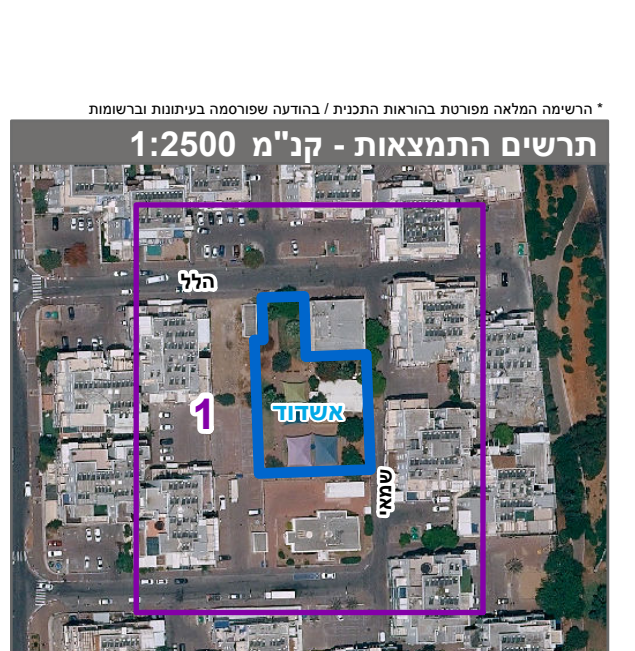 * הרשימה המלאה מפורטת בהוראות התכנית / בהודעה שפורסמה בעיתונות וברשומות
תרשים התמצאות - קנ"מ 1:2500
הלל
1
אשדוד
שמאי